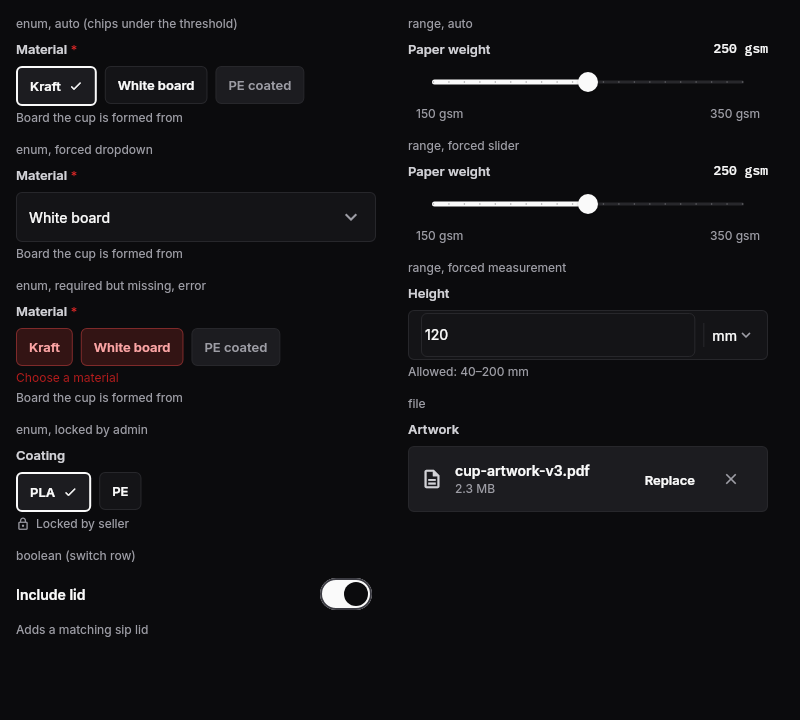 enum, auto (chips under the threshold)
Material *
Kraft White board PE coated
Board the cup is formed from
enum, forced dropdown
Material *
White board
Board the cup is formed from
enum, required but missing, error
Material *
Kraft White board PE coated
Choose a material
Board the cup is formed from
enum, locked by admin
Coating
PLA PE
Locked by seller
boolean (switch row)
Include lid
Adds a matching sip lid
range, auto
Paper weight 250 gsm
150 gsm 350 gsm
range, forced slider
Paper weight 250 gsm
150 gsm 350 gsm
range, forced measurement
Height
120 mm
Allowed: 40–200 mm
file
Artwork
cup-artwork-v3.pdf
2.3 MB
Replace